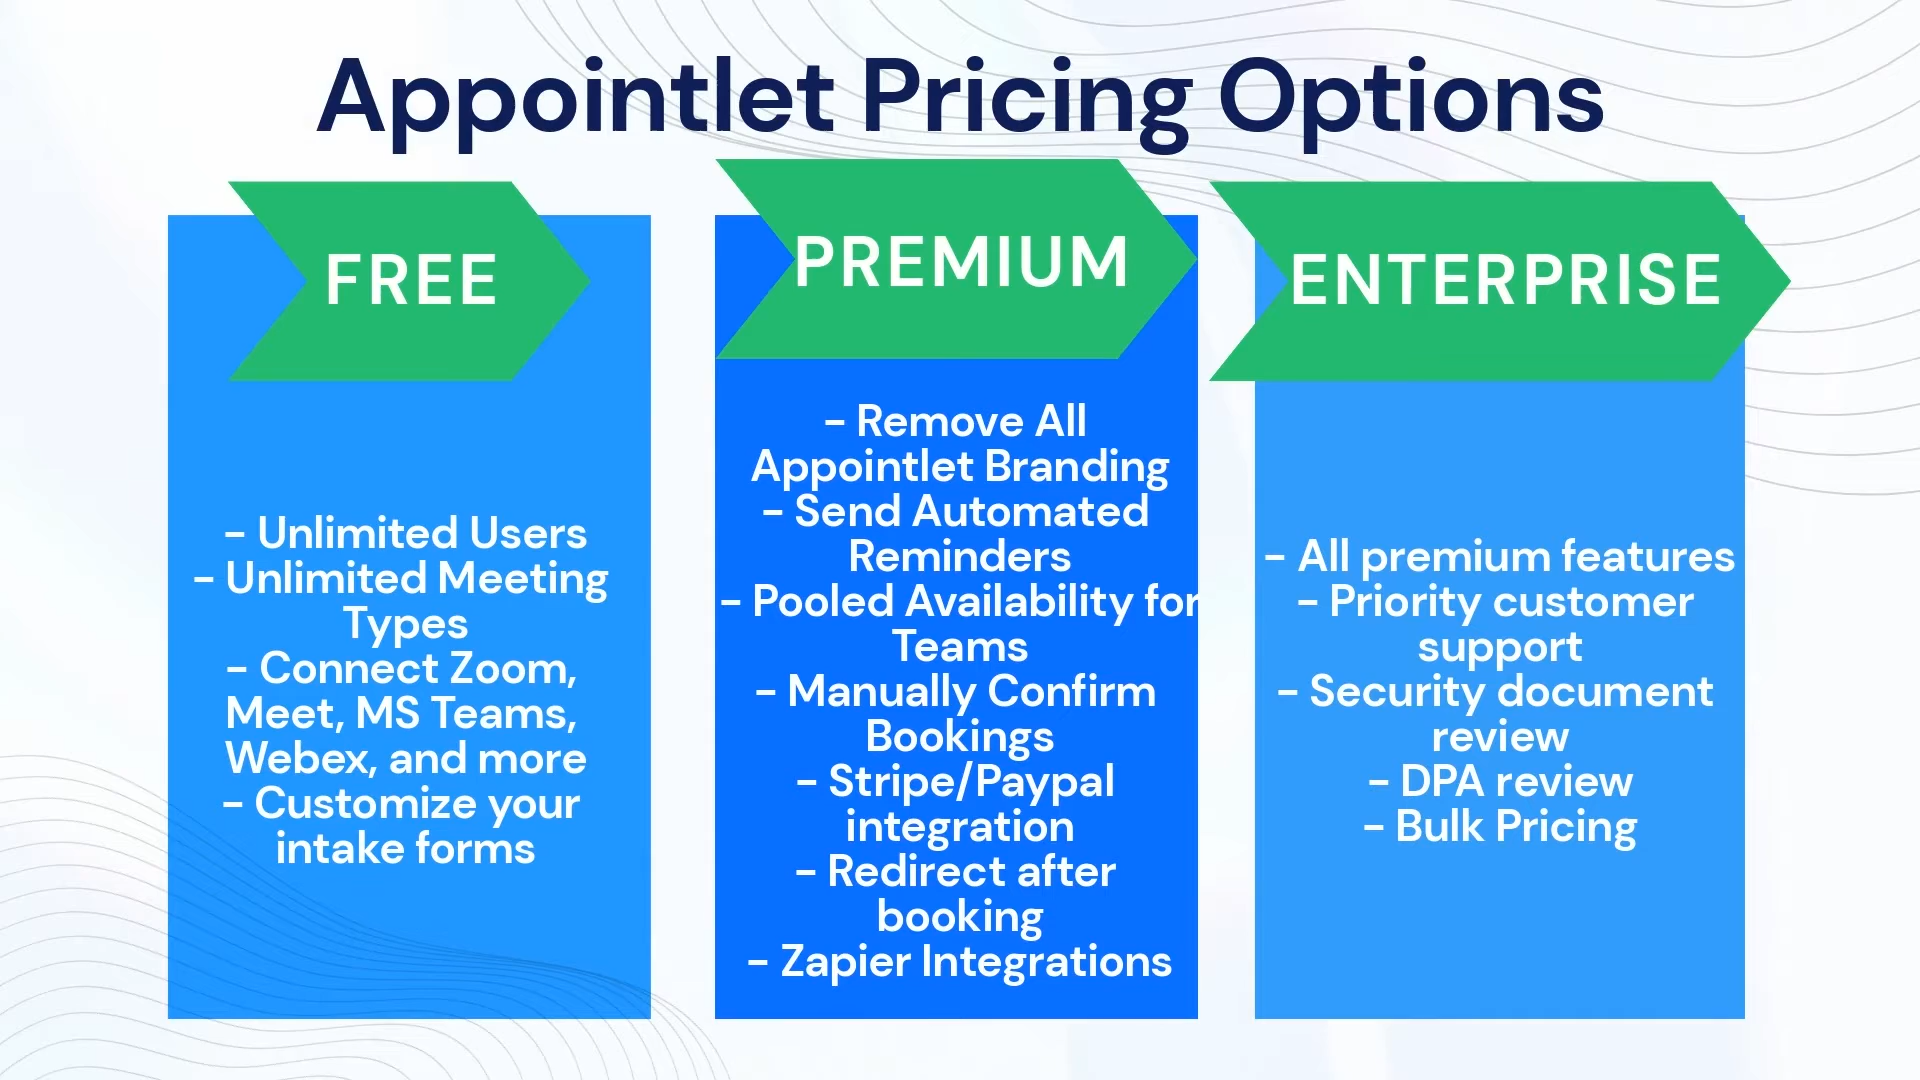 Appointlet Pricing Options
FREE
- Unlimited Users
- Unlimited Meeting
Types
- Connect Zoom,
Meet, MS Teams,
Webex, and more
- Customize your
intake forms
PREMIUM
- Remove All
Appointlet Branding
- Send Automated
Reminders
- Pooled Availability for
Teams
- Manually Confirm
Bookings
- Stripe/Paypal
integration
- Redirect after
booking
- Zapier Integrations
ENTERPRISE
- All premium features
- Priority customer
support
- Security document
review
- DPA review
- Bulk Pricing